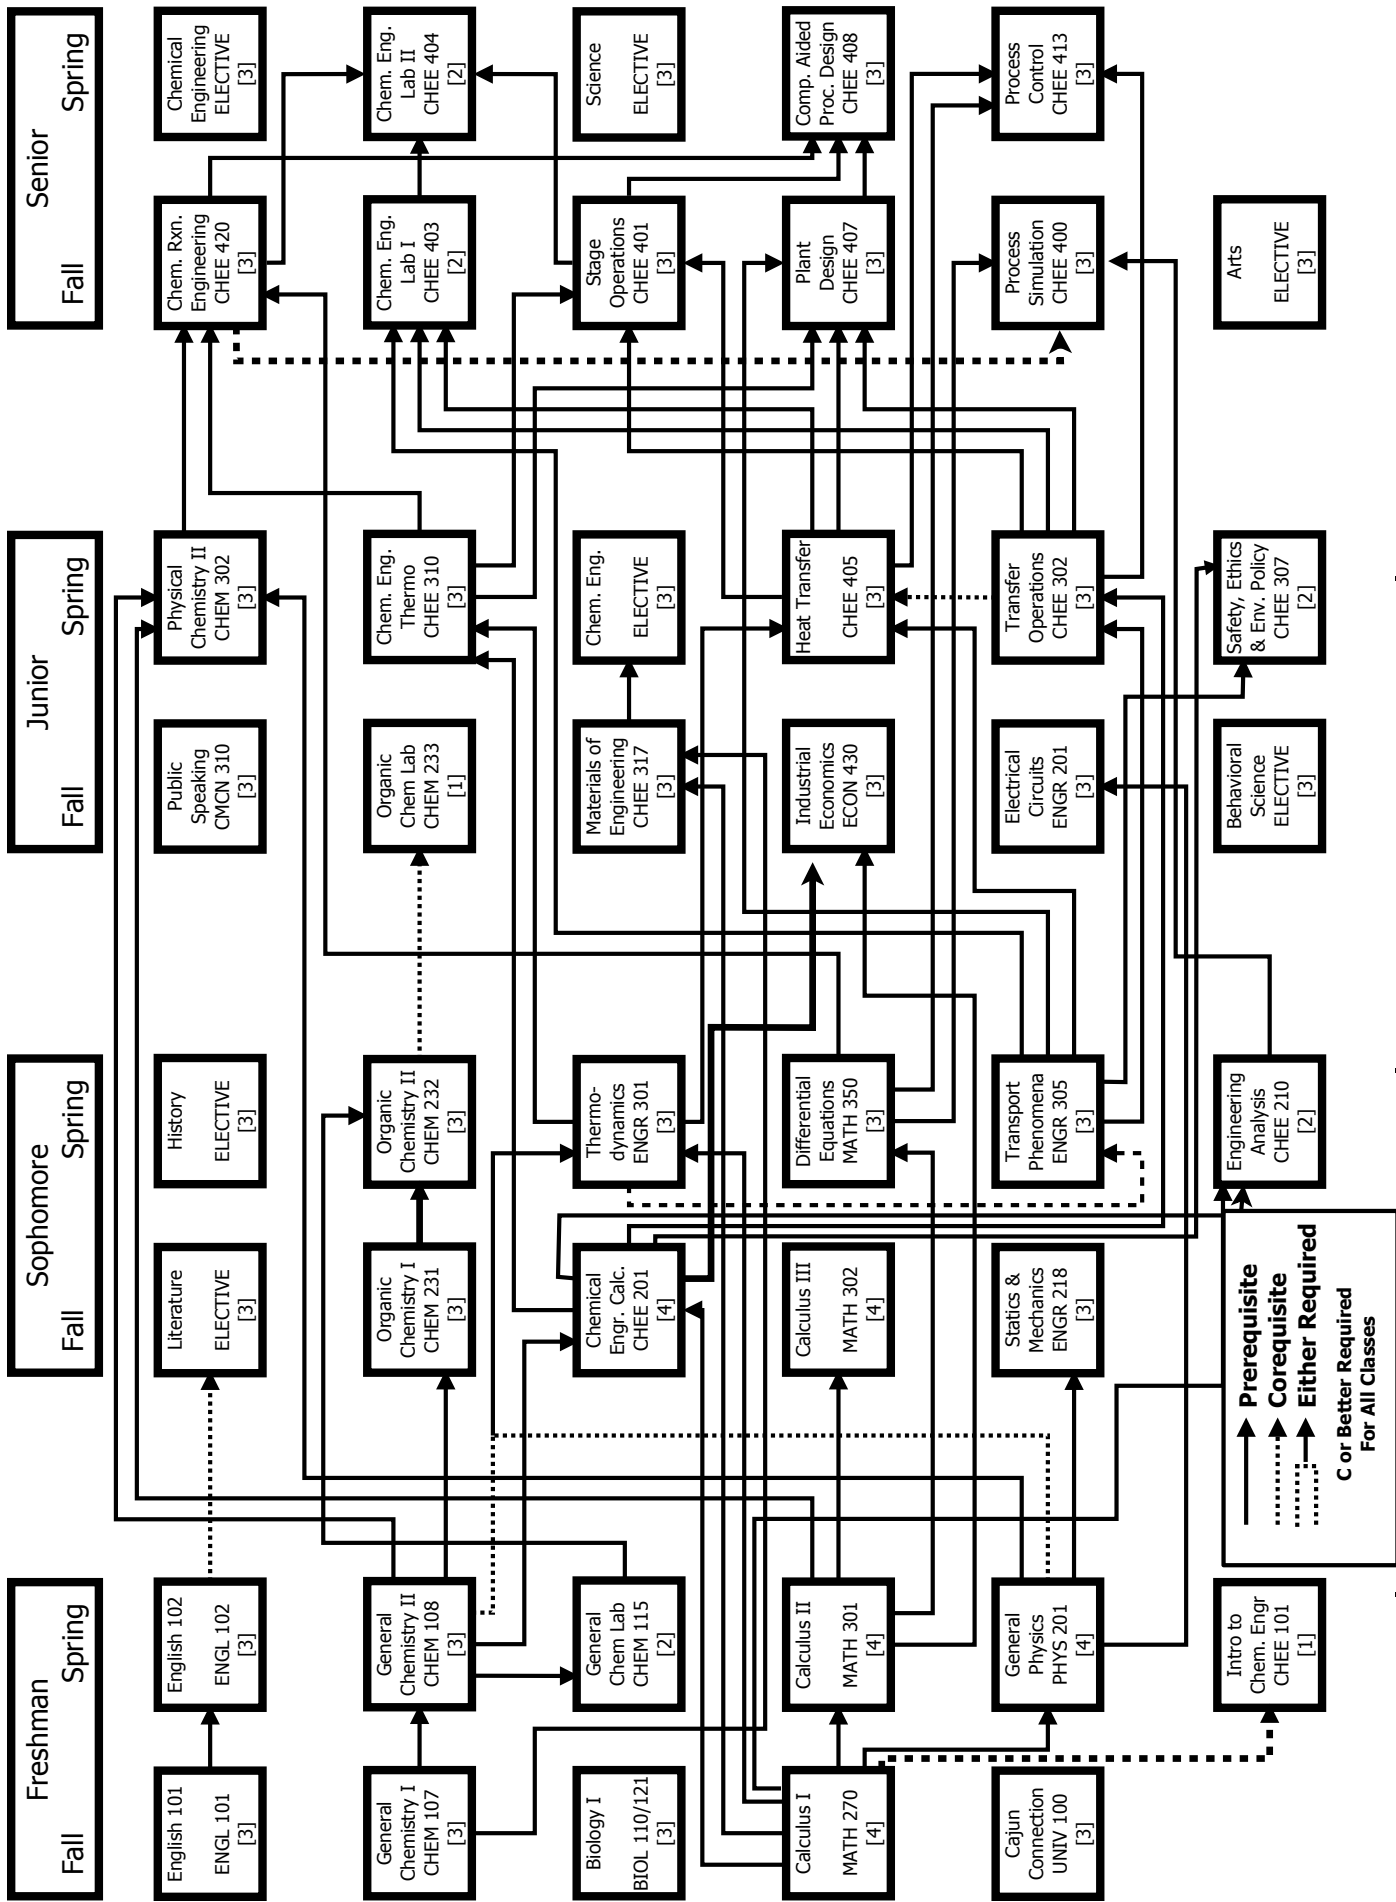 Freshman
Fall Spring
Sophomore
Fall Spring
Junior
Fall Spring
Senior
Fall Spring
English 101
ENGL 101
[3]
General
Chemistry I
CHEM 107
[3]
Biology I
BIOL 110/121
[3]
Calculus I
MATH 270
[4]
Cajun
Connection
UNIV 100
[3]
English 102
ENGL 102
[3]
General
Chemistry II
CHEM 108
[3]
General
Chem Lab
CHEM 115
[2]
Calculus II
MATH 301
[4]
General
Physics
PHYS 201
[4]
Intro to
Chem. Engr
CHEE 101
[1]
Literature
ELECTIVE
[3]
Organic
Chemistry I
CHEM 231
[3]
Chemical
Engr. Calc.
CHEE 201
[4]
Calculus III
MATH 302
[4]
Statics &
Mechanics
ENGR 218
[3]
History
ELECTIVE
[3]
Organic
Chemistry II
CHEM 232
[3]
Thermo-
dynamics
ENGR 301
[3]
Differential
Equations
MATH 350
[3]
Transport
Phenomena
ENGR 305
[3]
Engineering
Analysis
CHEE 210
[2]
Public
Speaking
CMCN 310
[3]
Organic
Chem Lab
CHEM 233
[1]
Materials of
Engineering
CHEE 317
[3]
Industrial
Economics
ECON 430
[3]
Electrical
Circuits
ENGR 201
[3]
Behavioral
Science
ELECTIVE
[3]
Physical
Chemistry II
CHEM 302
[3]
Chem. Eng.
Thermo
CHEE 310
[3]
Chem. Eng.
ELECTIVE
[3]
Heat Transfer
CHEE 405
[3]
Transfer
Operations
CHEE 302
[3]
Safety, Ethics
& Env. Policy
CHEE 307
[2]
Chem. Rxn.
Engineering
CHEE 420
[3]
Chem. Eng.
Lab I
CHEE 403
[2]
Stage
Operations
CHEE 401
[3]
Plant
Design
CHEE 407
[3]
Process
Simulation
CHEE 400
[3]
Arts
ELECTIVE
[3]
Chemical
Engineering
ELECTIVE
[3]
Chem. Eng.
Lab II
CHEE 404
[2]
Science
ELECTIVE
[3]
Comp. Aided
Proc. Design
CHEE 408
[3]
Process
Control
CHEE 413
[3]
Prerequisite
Corequisite
Either Required
C or Better Required
For All Classes